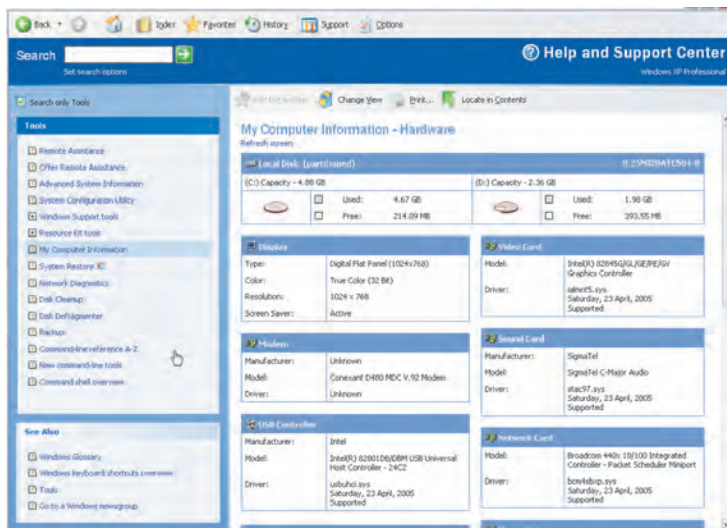 Back
Index
Favorites
History
Support
Options
Search
Set search options
Help and Support Center
Windows XP Professional
Search only Tools
Tools
Remote Assistance
Offer Remote Assistance
Advanced System Information
System Configuration Utility
Windows Support tools
Resource Kit tools
My Computer Information
System Restore
Network Diagnostics
Disk Cleanup
Disk Defragmenter
Backup
Command-line reference A-Z
New command-line tools
Command shell overview
See Also
Windows Glossary
Windows keyboard shortcuts overview
Tools
Go to a Windows newsgroup
Change View
Print...
Locate in Contents
My Computer Information - Hardware
Refresh screen
Local Disk (partitioned)
(C:) Capacity - 4.88 GB
Used: 4.67 GB
Free: 214.09 MB
(D:) Capacity - 2.36 GB
Used: 1.98 GB
Free: 393.55 MB
Display
Type: Digital Flat Panel (1024x768)
Color: True Color (32 Bit)
Resolution: 1024 x 768
Screen Saver: Active
Video Card
Model: Intel(R) 82845G/GL/GE/PE/GV
Graphics Controller
Driver: ialmnt5.sys
Saturday, 23 April, 2005
Supported
Modem
Manufacturer: Unknown
Model: Conexant D480 MDC V.92 Modem
Driver: Unknown
Sound Card
Manufacturer: SigmaTel
Model: SigmaTel C-Major Audio
Driver: stac97.sys
Saturday, 23 April, 2005
Supported
USB Controller
Manufacturer: Intel
Model: Intel(R) 82801DB/DBM USB Universal
Host Controller - 24C2
Driver: usbuhci.sys
Saturday, 23 April, 2005
Supported
Network Card
Model: Broadcom 440x 10/100 Integrated
Controller - Packet Scheduler Miniport
Driver: bcm4sbxp.sys
Saturday, 23 April, 2005
Supported